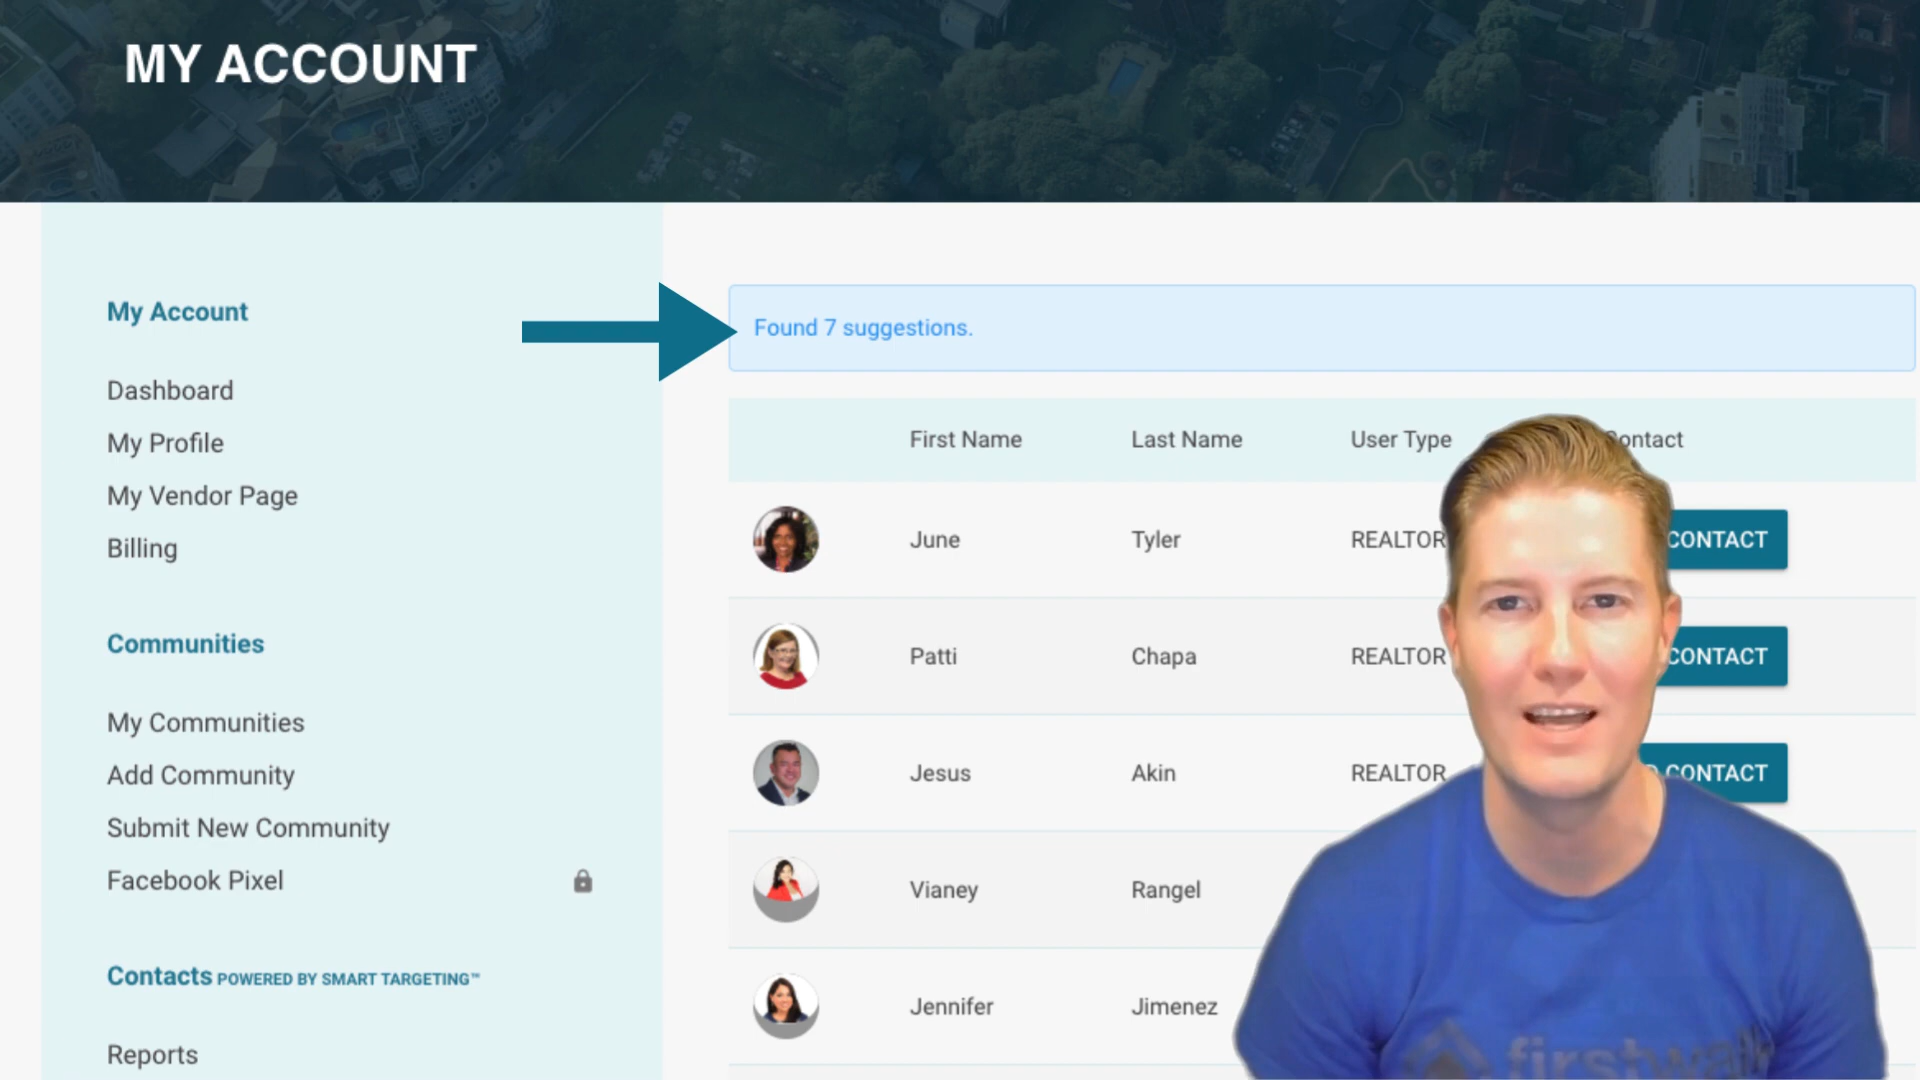 MY ACCOUNT
My Account
Dashboard
My Profile
My Vendor Page
Billing
Communities
My Communities
Add Community
Submit New Community
Facebook Pixel
Contacts POWERED BY SMART TARGETING™
Reports
Found 7 suggestions.
First Name Last Name User Type Contact
June Tyler REALTOR CONTACT
Patti Chapa REALTOR CONTACT
Jesus Akin REALTOR CONTACT
Vianey Rangel
Jennifer Jimenez